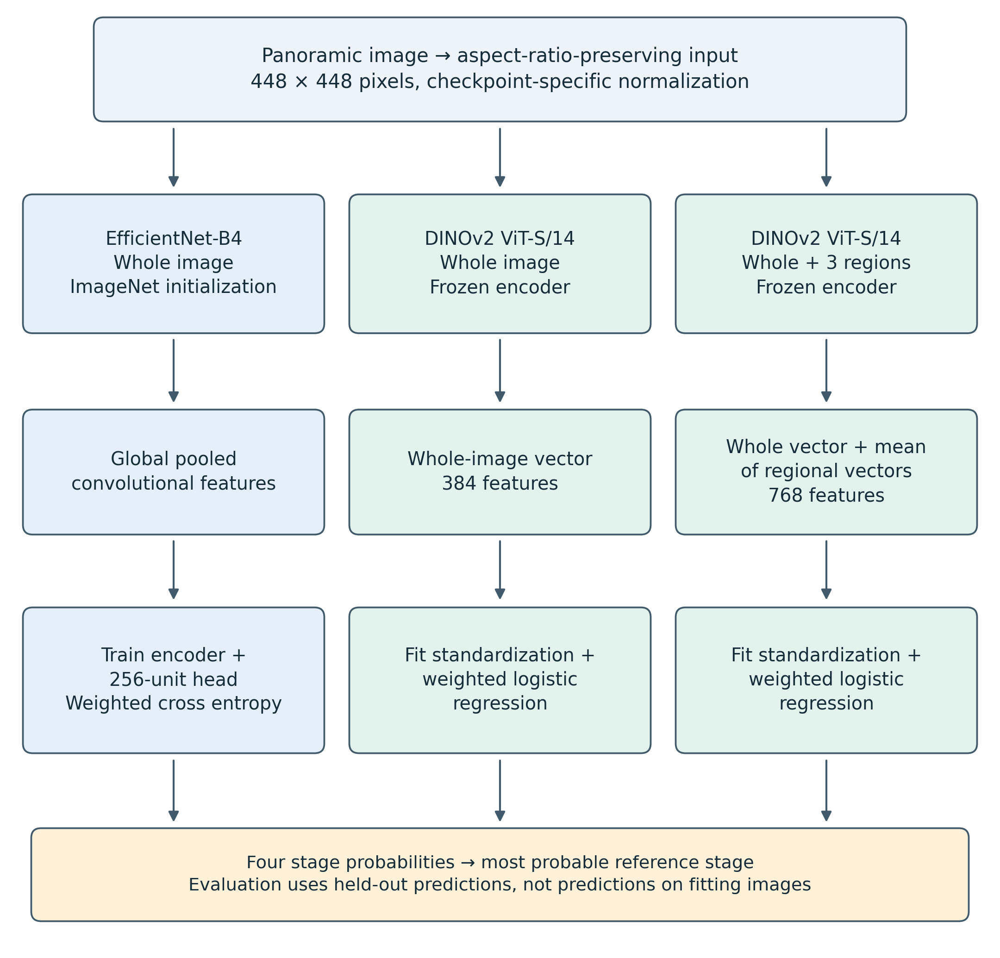 Panoramic image → aspect-ratio-preserving input
448 × 448 pixels, checkpoint-specific normalization
EfficientNet-B4
Whole image
ImageNet initialization
DINOv2 ViT-S/14
Whole image
Frozen encoder
DINOv2 ViT-S/14
Whole + 3 regions
Frozen encoder
Global pooled
convolutional features
Whole-image vector
384 features
Whole vector + mean
of regional vectors
768 features
Train encoder +
256-unit head
Weighted cross entropy
Fit standardization +
weighted logistic
regression
Fit standardization +
weighted logistic
regression
Four stage probabilities → most probable reference stage
Evaluation uses held-out predictions, not predictions on fitting images